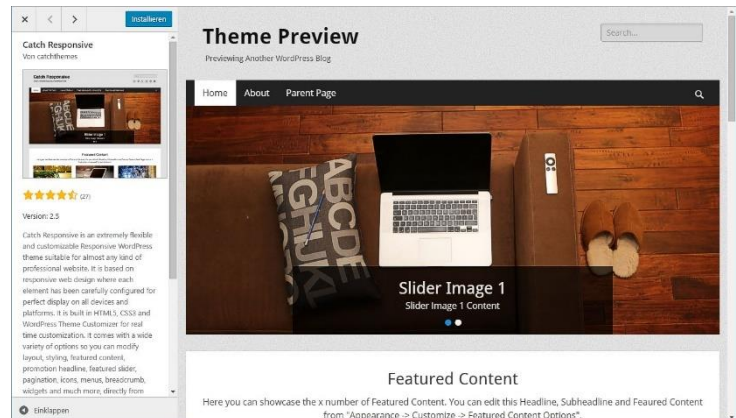 Installieren
Catch Responsive
Von catchthemes
(27)
Version: 2.5
Catch Responsive is an extremely flexible
and customizable Responsive WordPress
theme suitable for almost any kind of
professional website. It is based on
responsive web design where each
element has been carefully configured for
perfect display on all devices and
platforms. It is built in HTML5, CSS3 and
WordPress Theme Customizer for real
time customization. It comes with a wide
variety of options so you can modify
layout, styling, featured content,
promotion headline, featured slider,
pagination, icons, menus, breadcrumb,
widgets and much more, directly from
Einklappen
Theme Preview
Previewing Another WordPress Blog
Search...
Home About Parent Page
ABCDE
FGHIJK
Slider Image 1
Slider Image 1 Content
Featured Content
Here you can showcase the x number of Featured Content. You can edit this Headline, Subheadline and Feaured Content
from "Appearance -> Customize -> Featured Content Options".